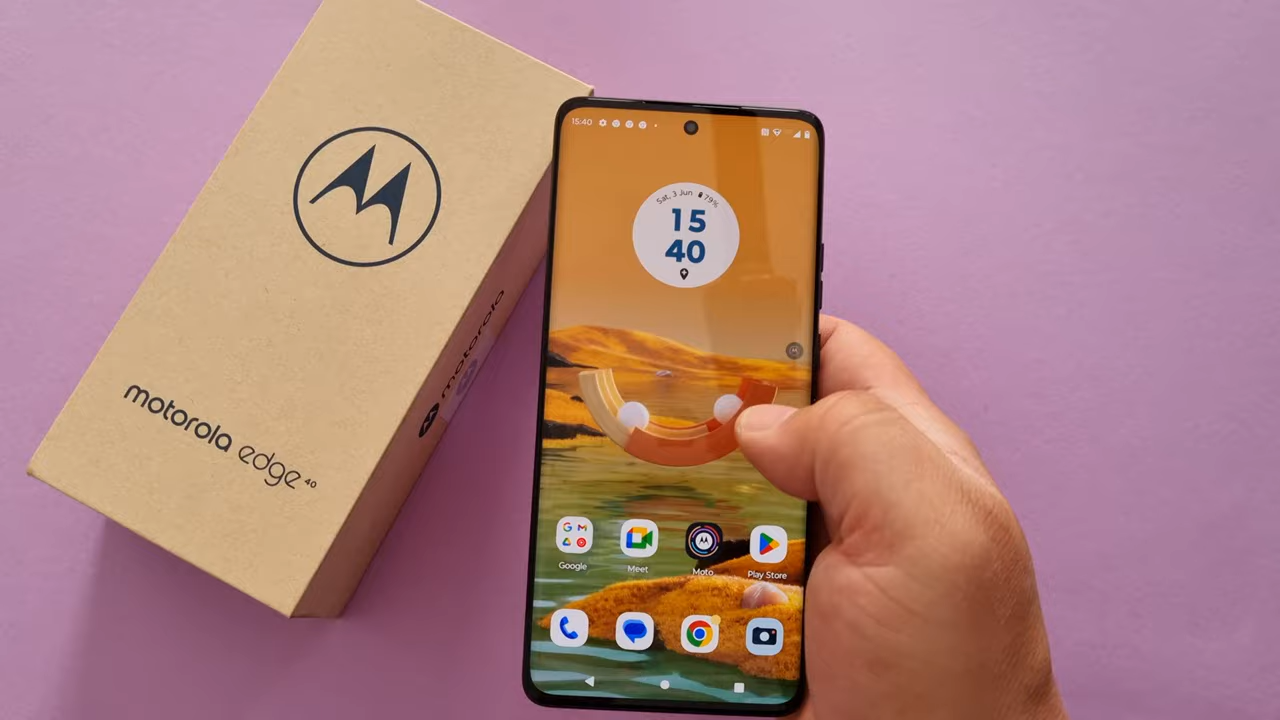 motorola edge 40
motorola
15:40
Sat, 3 Jun 79%
15
40
Google
Meet
Moto
Play Store